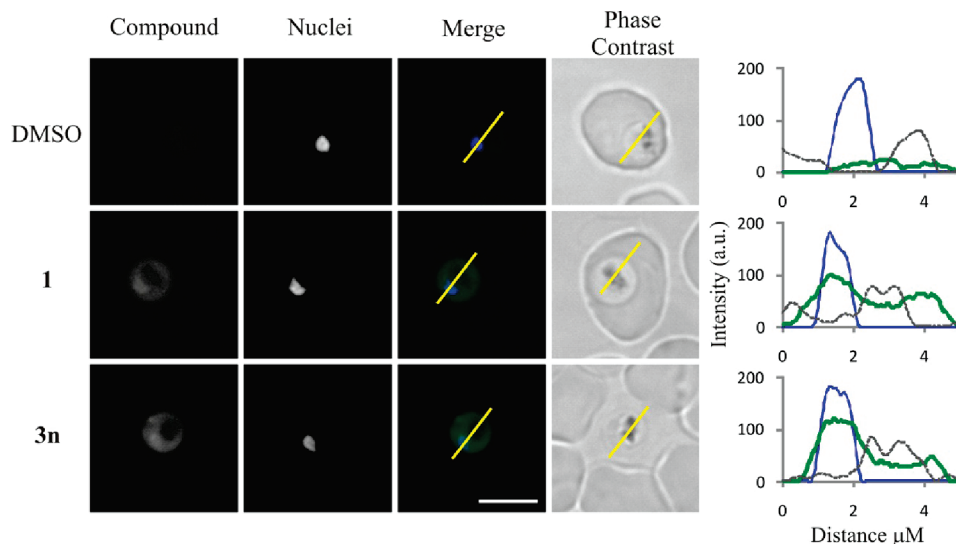 Compound Nuclei Merge Phase Contrast
DMSO
1
3n
200
100
0
0 2 4
200
100
0
0 2 4
200
100
0
0 2 4
Intensity (a.u.)
Distance μM